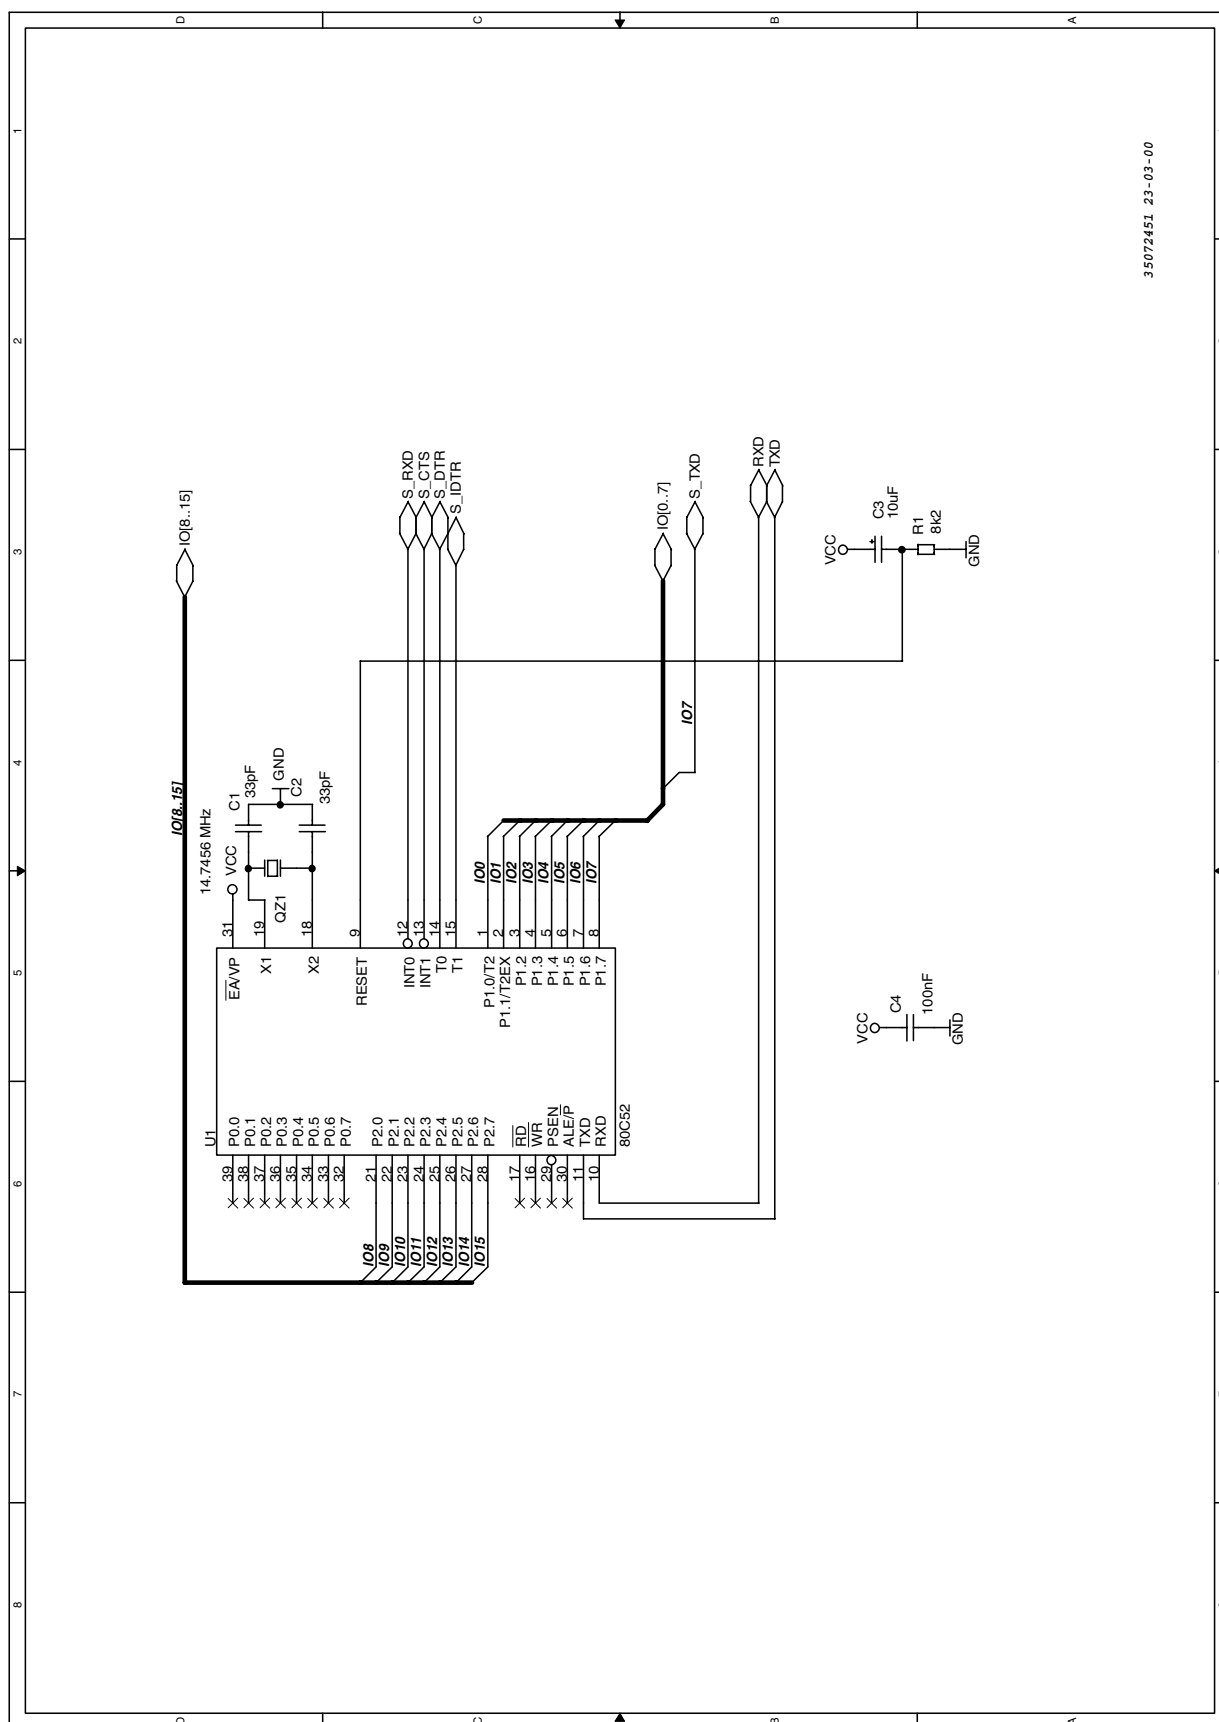 D
C
B
A
1
2
3
4
5
6
7
8
35072451 23-03-00
IO[8..15]
S_RXD
S_CTS
S_DTR
S_IDTR
IO[0..7]
S_TXD
RXD
TXD
IO[8..15]
IO7
14.7456 MHz
VCC
QZ1
C1
33pF
GND
C2
33pF
VCC
C3
10uF
R1
8k2
GND
VCC
C4
100nF
GND
U1
80C52
31 EA/VP
19 X1
18 X2
9 RESET
12 INT0
13 INT1
14 T0
15 T1
IO0 1 P1.0/T2
IO1 2 P1.1/T2EX
IO2 3 P1.2
IO3 4 P1.3
IO4 5 P1.4
IO5 6 P1.5
IO6 7 P1.6
IO7 8 P1.7
39 P0.0
38 P0.1
37 P0.2
36 P0.3
35 P0.4
34 P0.5
33 P0.6
32 P0.7
IO8 21 P2.0
IO9 22 P2.1
IO10 23 P2.2
IO11 24 P2.3
IO12 25 P2.4
IO13 26 P2.5
IO14 27 P2.6
IO15 28 P2.7
17 RD
16 WR
29 PSEN
30 ALE/P
11 TXD
10 RXD